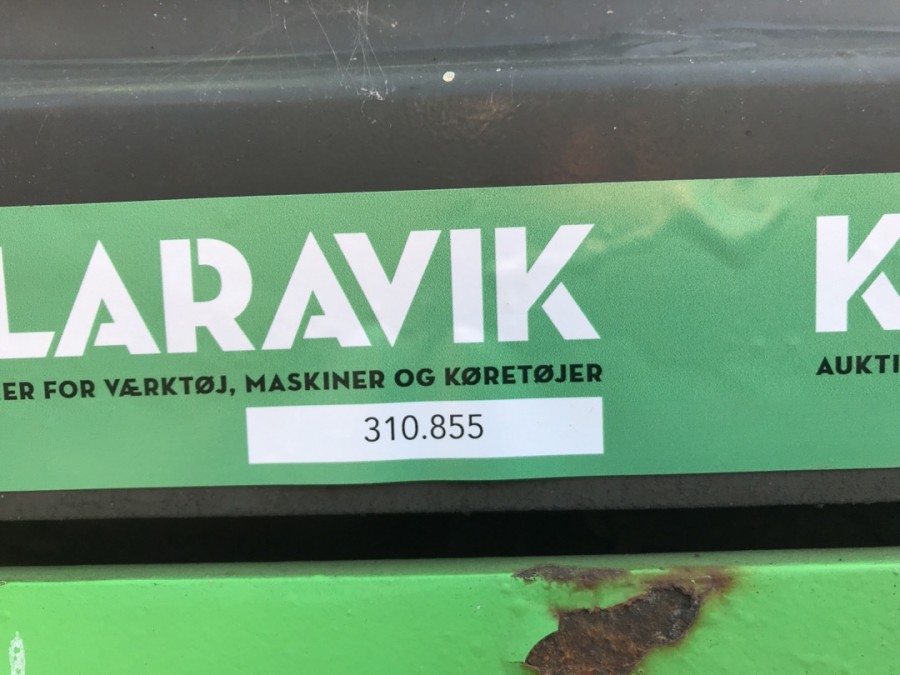 LARAVIK K
ER FOR VÆRKTØJ, MASKINER OG KØRETØJER AUKTI
310.855